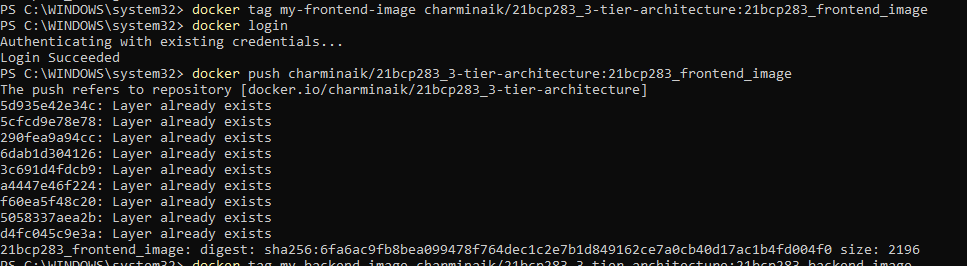 PS C:\WINDOWS\system32> docker tag my-frontend-image charminaik/21bcp283_3-tier-architecture:21bcp283_frontend_image
PS C:\WINDOWS\system32> docker login
Authenticating with existing credentials...
Login Succeeded
PS C:\WINDOWS\system32> docker push charminaik/21bcp283_3-tier-architecture:21bcp283_frontend_image
The push refers to repository [docker.io/charminaik/21bcp283_3-tier-architecture]
5d935e42e34c: Layer already exists
5cfcd9e78e78: Layer already exists
290fea9a94cc: Layer already exists
6dab1d304126: Layer already exists
3c691d4fdcb9: Layer already exists
a4447e46f224: Layer already exists
f60ea5f48c20: Layer already exists
5058337aea2b: Layer already exists
d4fc045c9e3a: Layer already exists
21bcp283_frontend_image: digest: sha256:6fa6ac9fb8bea099478f764dec1c2e7b1d849162ce7a0cb40d17ac1b4fd004f0 size: 2196
PS C:\WINDOWS\system32> docker tag my-backend-image charminaik/21bcp283_3-tier-architecture:21bcp283_backend_image